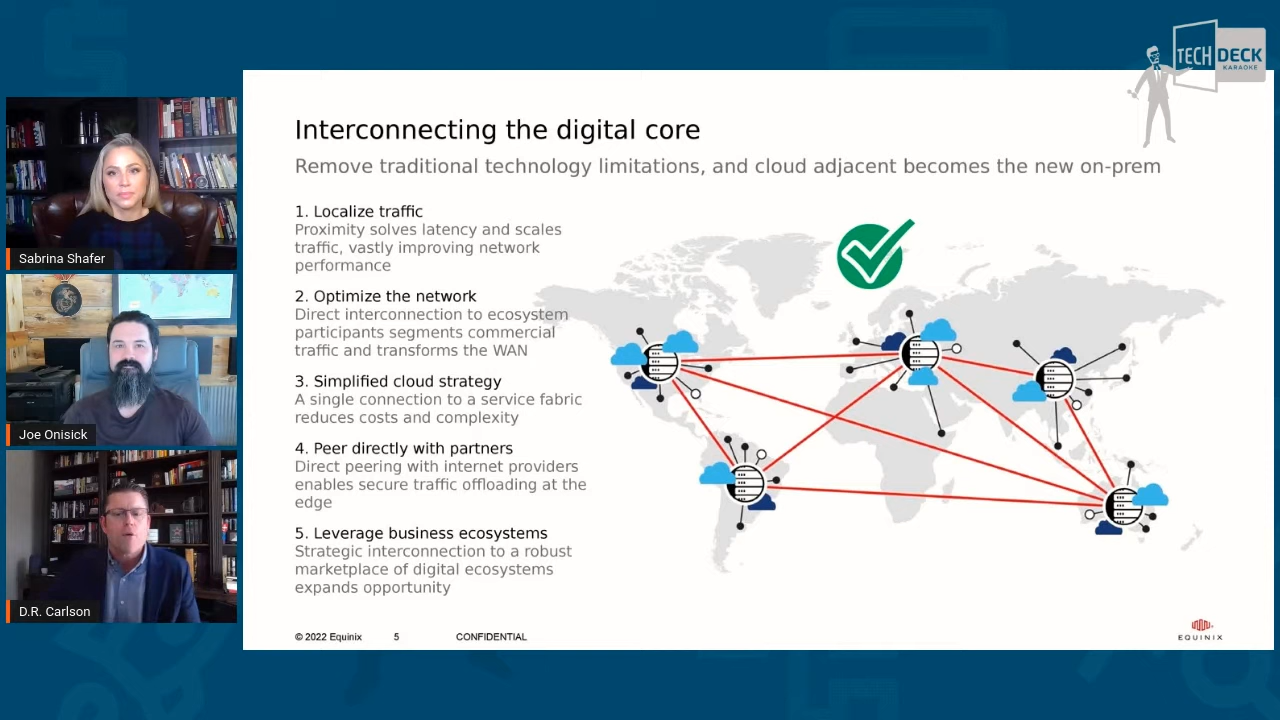 TECH DECK
KARAOKE
Interconnecting the digital core
Remove traditional technology limitations, and cloud adjacent becomes the new on-prem
1. Localize traffic
Proximity solves latency and scales
traffic, vastly improving network
performance
2. Optimize the network
Direct interconnection to ecosystem
participants segments commercial
traffic and transforms the WAN
3. Simplified cloud strategy
A single connection to a service fabric
reduces costs and complexity
4. Peer directly with partners
Direct peering with internet providers
enables secure traffic offloading at the
edge
5. Leverage business ecosystems
Strategic interconnection to a robust
marketplace of digital ecosystems
expands opportunity
© 2022 Equinix 5 CONFIDENTIAL
EQUINIX
Sabrina Shafer
Joe Onisick
D.R. Carlson